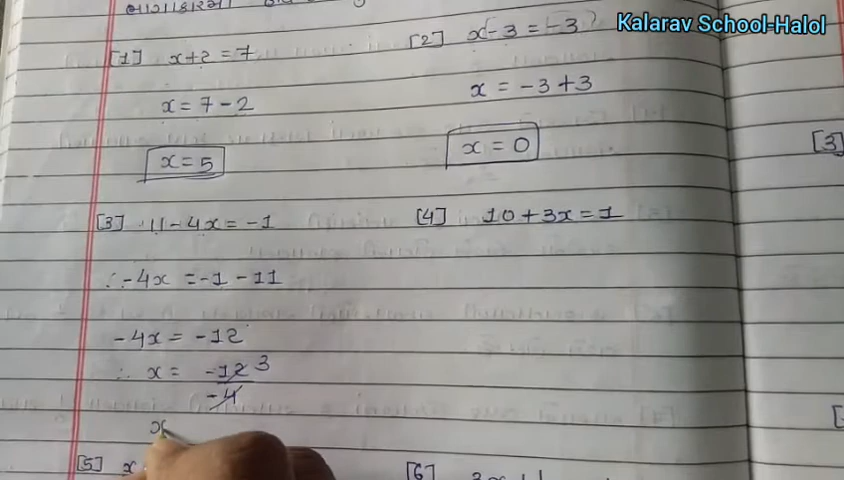 Kalarav School-Halol
[1] x+2=7
x=7-2
x=5
[2] x-3=-3
x=-3+3
x=0
[3] 11-4x=-1
∴-4x=-1-11
-4x=-12
∴ x= -12 3
-4
x
[4] 10+3x=1
[5] x
[6]
[3]